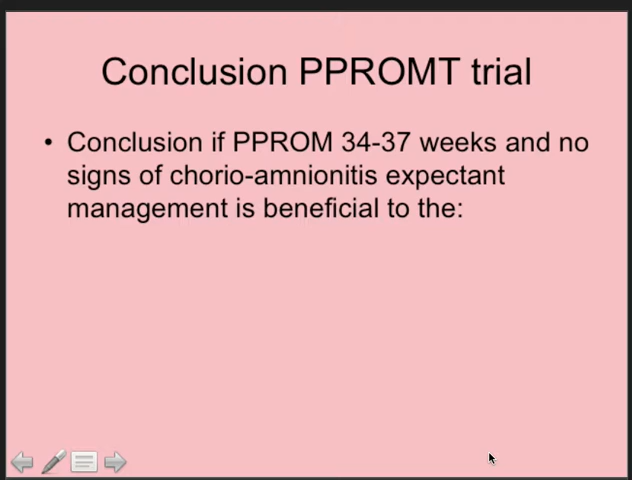 Conclusion PPROMT trial
• Conclusion if PPROM 34-37 weeks and no
signs of chorio-amnionitis expectant
management is beneficial to the: